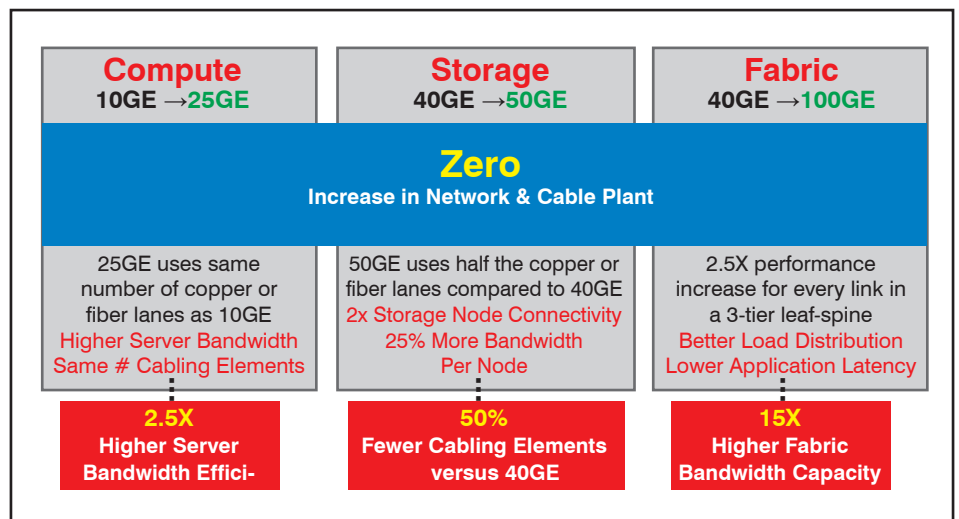 Compute
10GE →25GE
Storage
40GE →50GE
Fabric
40GE →100GE
Zero
Increase in Network & Cable Plant
25GE uses same
number of copper or
fiber lanes as 10GE
Higher Server Bandwidth
Same # Cabling Elements
50GE uses half the copper or
fiber lanes compared to 40GE
2x Storage Node Connectivity
25% More Bandwidth
Per Node
2.5X performance
increase for every link in
a 3-tier leaf-spine
Better Load Distribution
Lower Application Latency
2.5X
Higher Server
Bandwidth Effici-
50%
Fewer Cabling Elements
versus 40GE
15X
Higher Fabric
Bandwidth Capacity